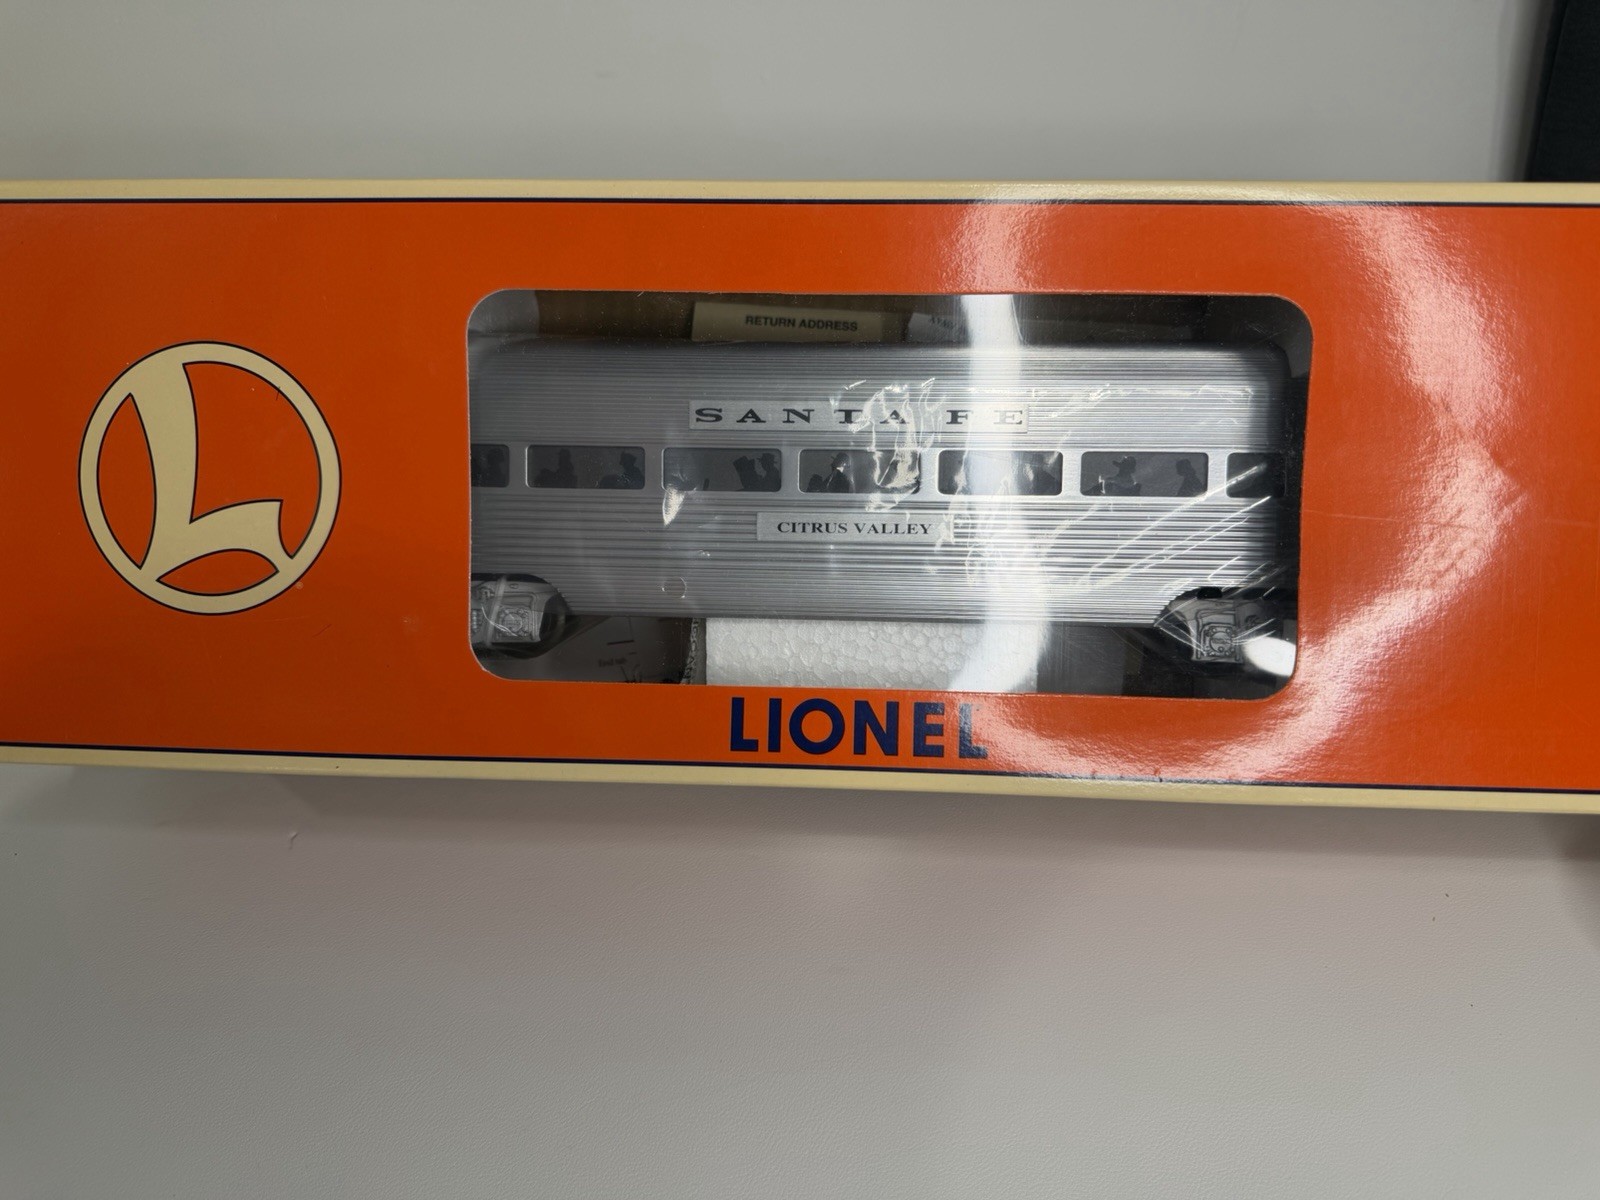 RETURN ADDRESS
SANTA FE
CITRUS VALLEY
LIONEL